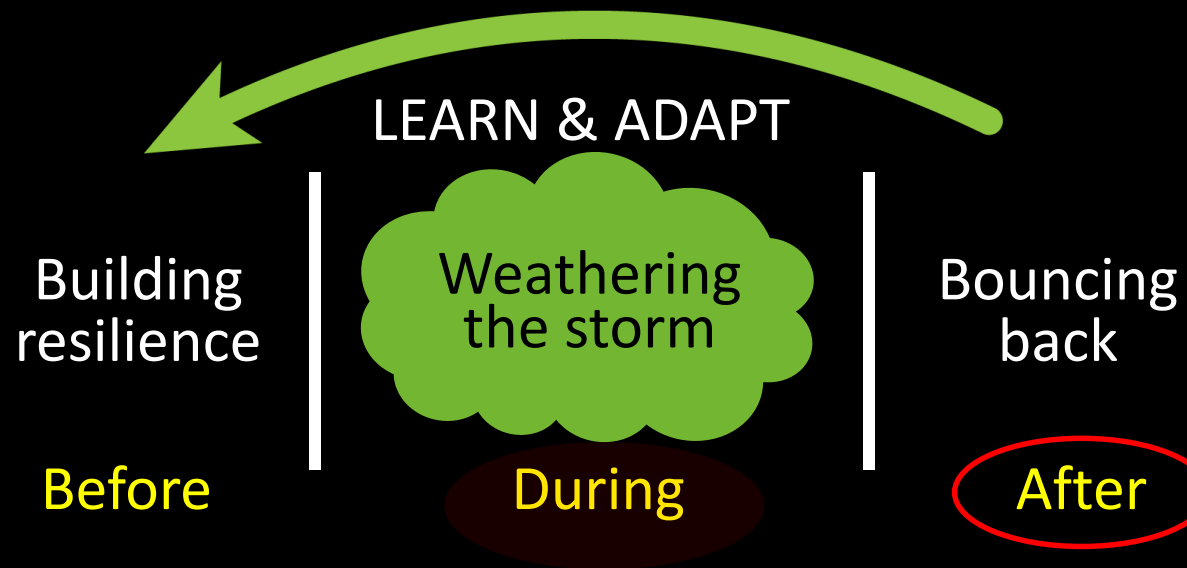 LEARN & ADAPT
Building
resilience
Weathering
the storm
Bouncing
back
Before
During
After